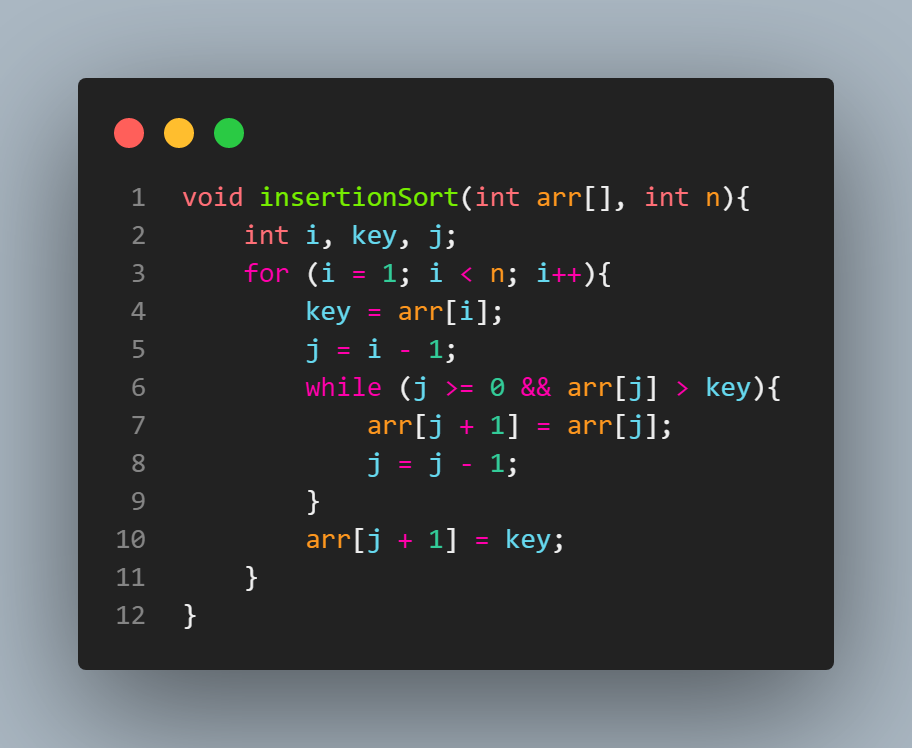 1 void insertionSort(int arr[], int n){
2     int i, key, j;
3     for (i = 1; i < n; i++){
4         key = arr[i];
5         j = i - 1;
6         while (j >= 0 && arr[j] > key){
7             arr[j + 1] = arr[j];
8             j = j - 1;
9         }
10         arr[j + 1] = key;
11     }
12 }